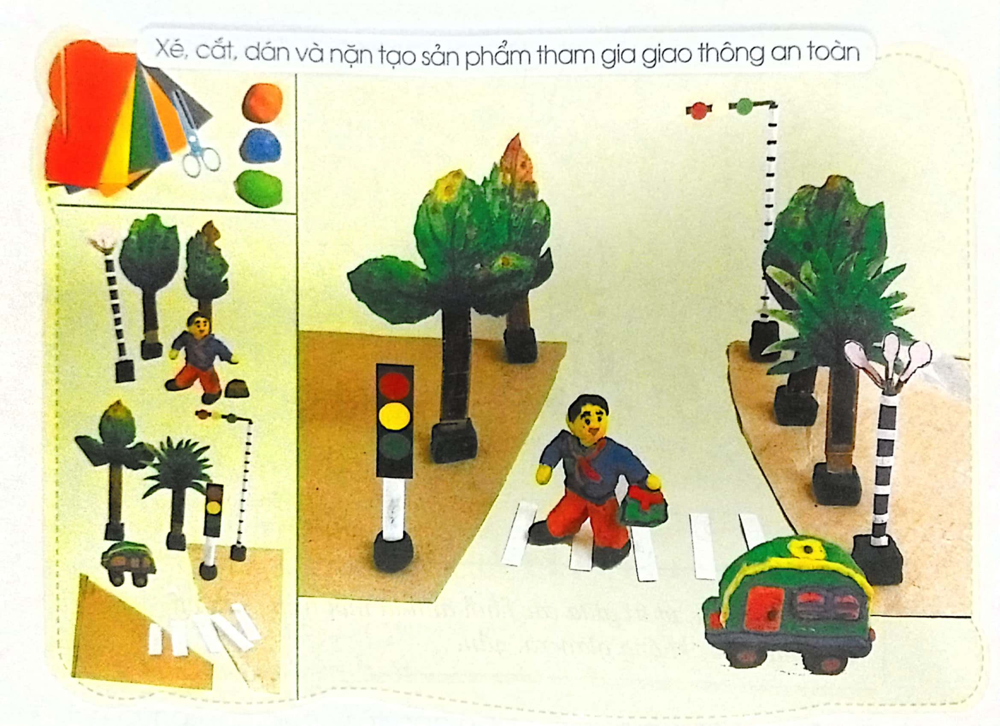 Xé, cắt, dán và nặn tạo sản phẩm tham gia giao thông an toàn